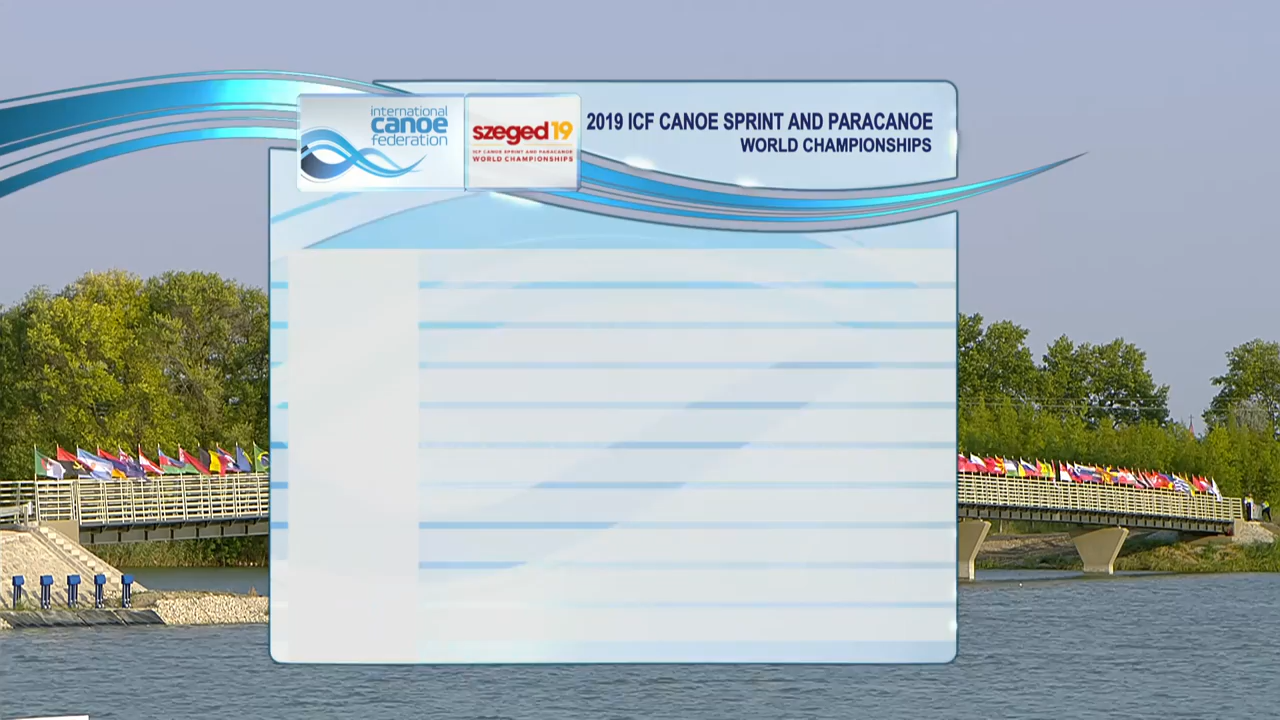 international
canoe
federation
szeged19
ICF CANOE SPRINT AND PARACANOE
WORLD CHAMPIONSHIPS
2019 ICF CANOE SPRINT AND PARACANOE
WORLD CHAMPIONSHIPS